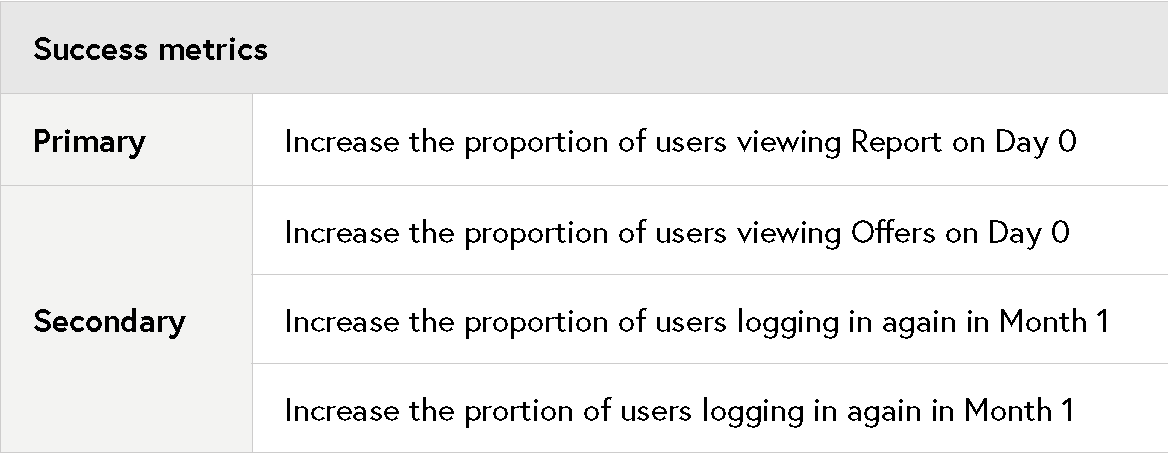 Success metrics
Primary
Increase the proportion of users viewing Report on Day 0
Secondary
Increase the proportion of users viewing Offers on Day 0
Increase the proportion of users logging in again in Month 1
Increase the prortion of users logging in again in Month 1